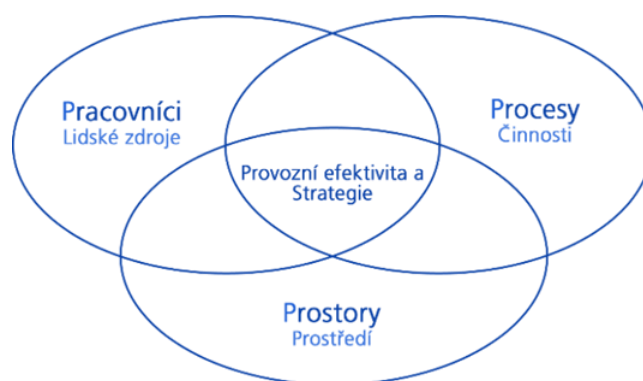 Pracovníci
Lidské zdroje
Procesy
Činnosti
Provozní efektivita a
Strategie
Prostory
Prostředí